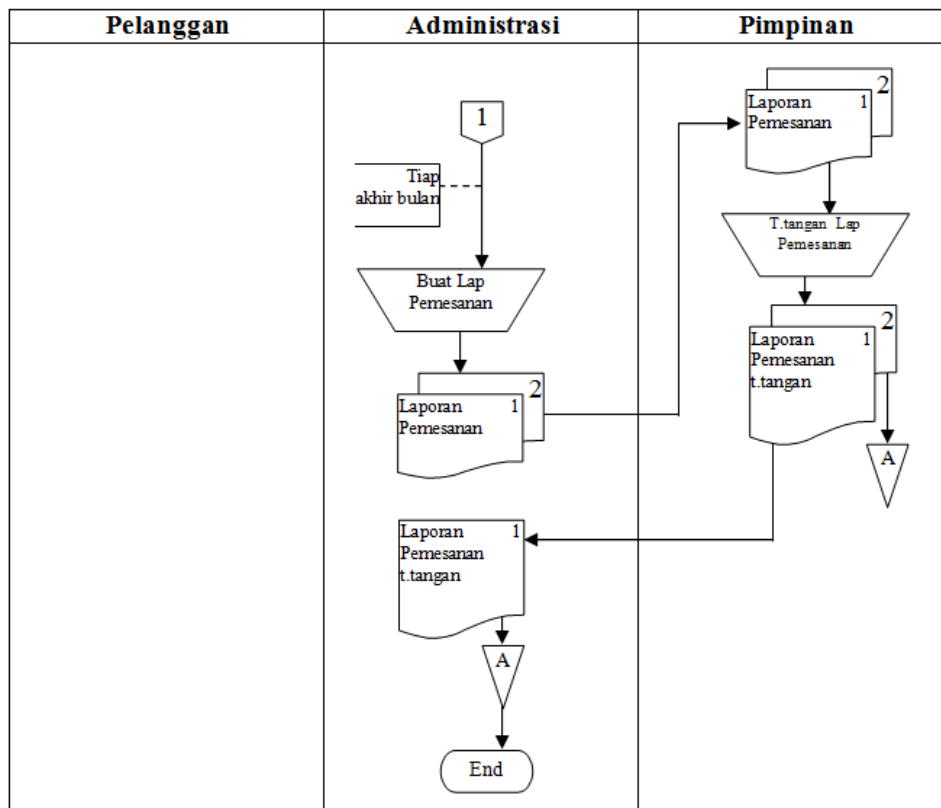 Pelanggan
Administrasi
Pimpinan
1
Tiap
akhir bulan
Buat Lap
Pemesanan
2
Laporan 1
Pemesanan
2
Laporan 1
Pemesanan
T.tangan Lap
Pemesanan
2
Laporan 1
Pemesanan
t.tangan
A
Laporan 1
Pemesanan
t.tangan
A
End